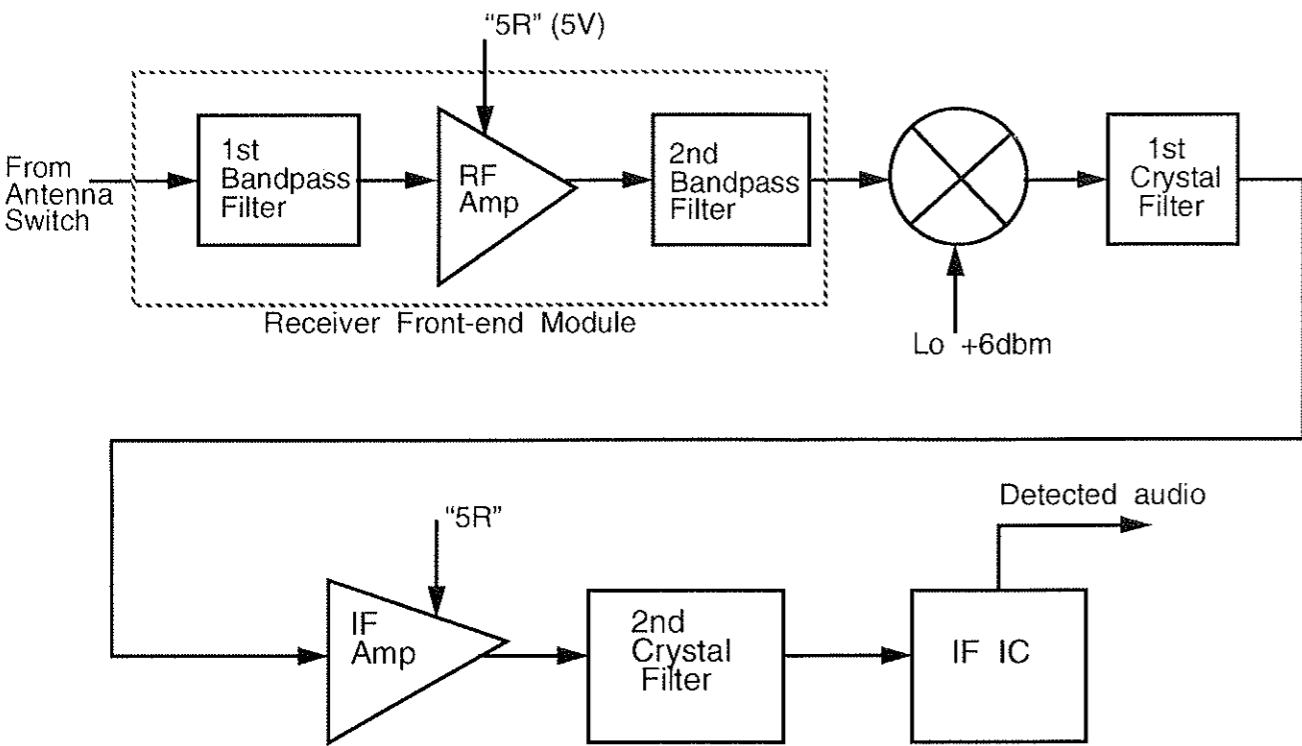 “5R” (5V)
From
Antenna
Switch
1st
Bandpass
Filter
RF
Amp
2nd
Bandpass
Filter
1st
Crystal
Filter
Receiver Front-end Module
Lo +6dbm
“5R”
Detected audio
IF
Amp
2nd
Crystal
Filter
IF IC